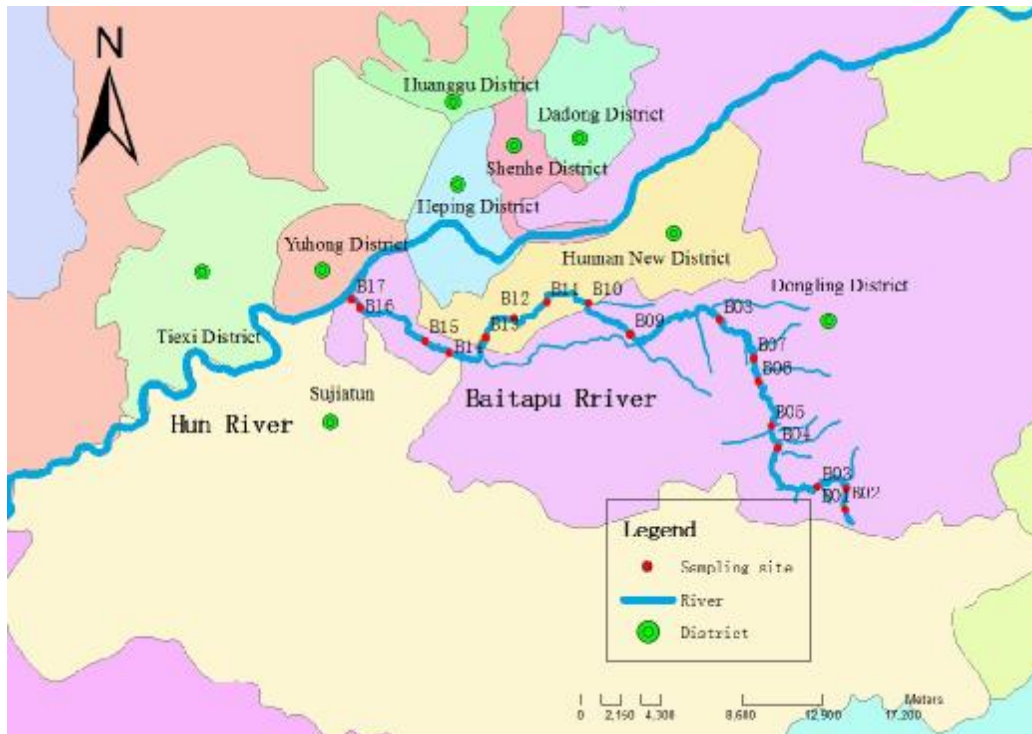 N
Huanggu District
Dadong District
Shenhe District
Heping District
Yuhong District
Hunnan New District
Dongling District
Tiexi District
B17
B16
B15
B14
B13
B12
B11
B10
B09
B03
B07
B06
B05
B04
B03
B01
B02
Sujiatun
Hun River
Baitapu Rriver
Legend
Sampling site
River
District
Meters
0 2,150 4,300 8,600 12,900 17,200